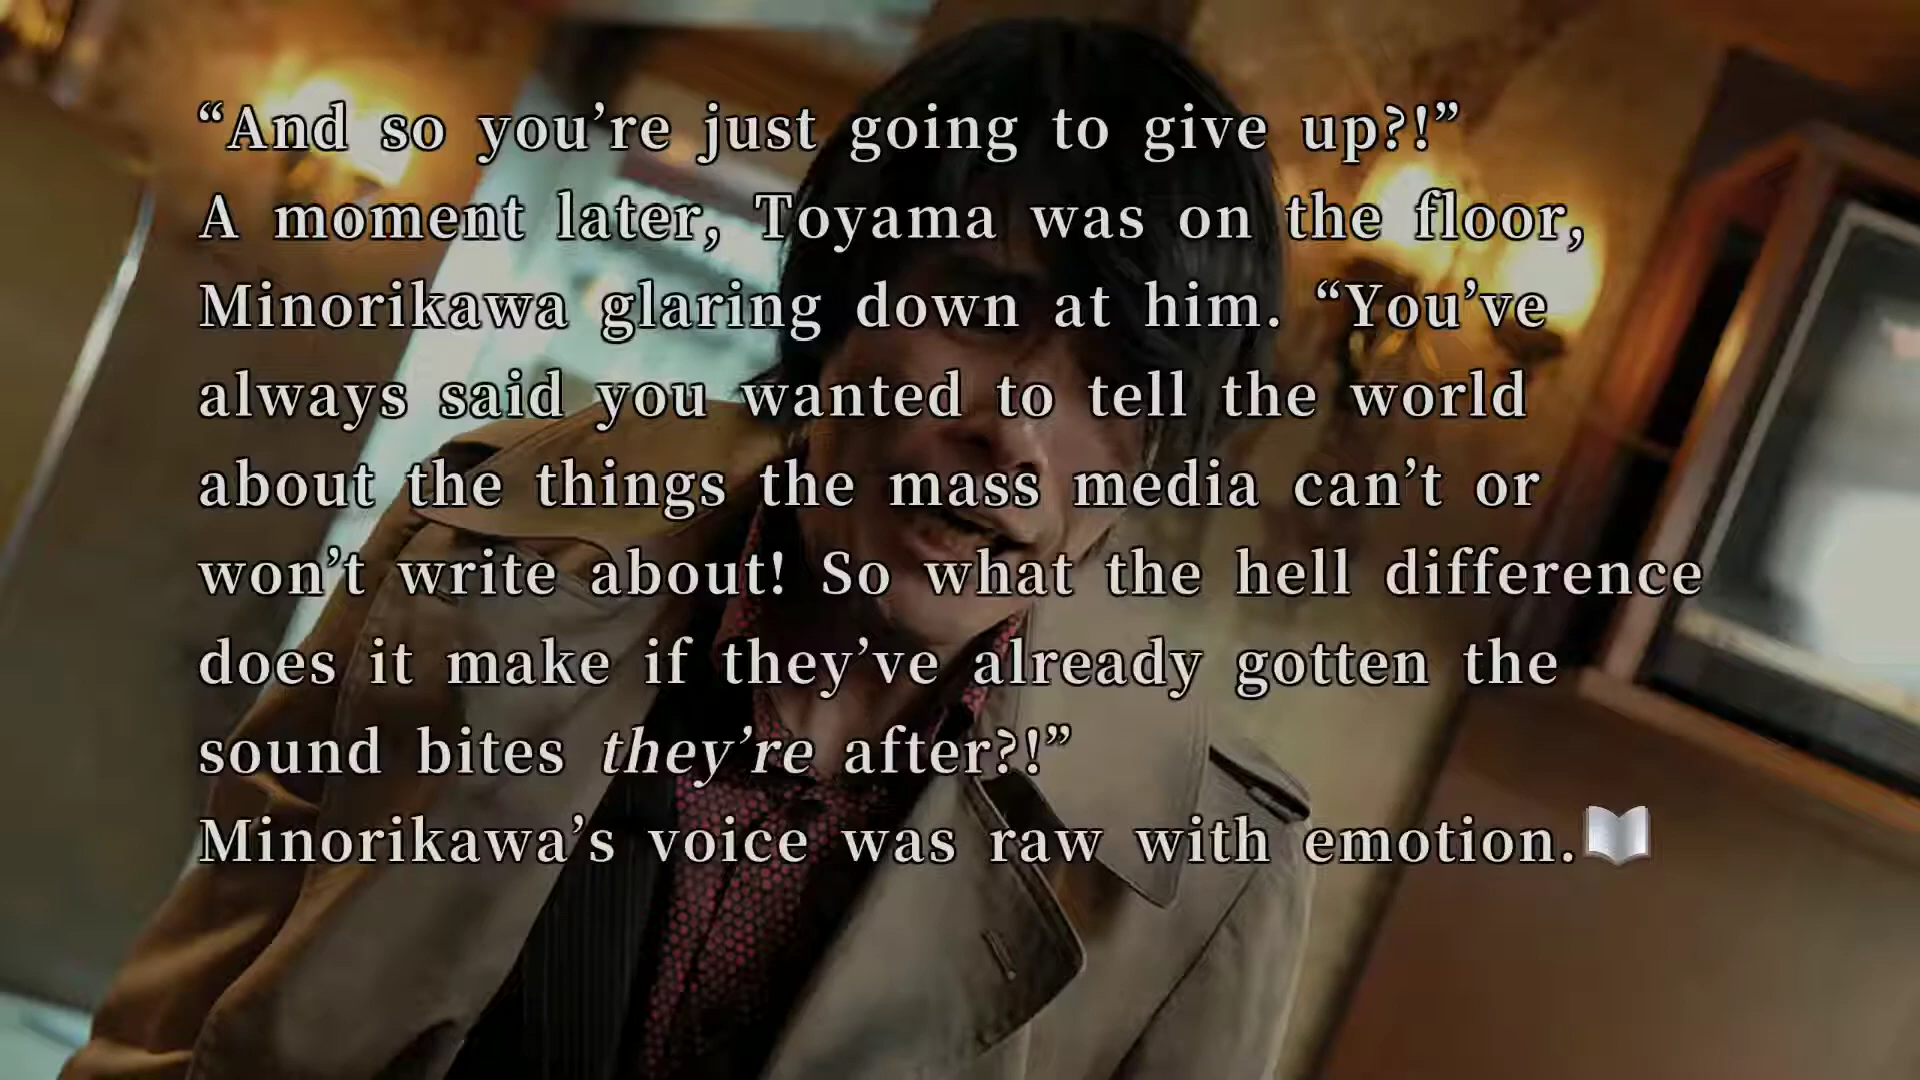 “And so you’re just going to give up?!”
A moment later, Toyama was on the floor,
Minorikawa glaring down at him. “You’ve
always said you wanted to tell the world
about the things the mass media can’t or
won’t write about! So what the hell difference
does it make if they’ve already gotten the
sound bites they’re after?!”
Minorikawa’s voice was raw with emotion.